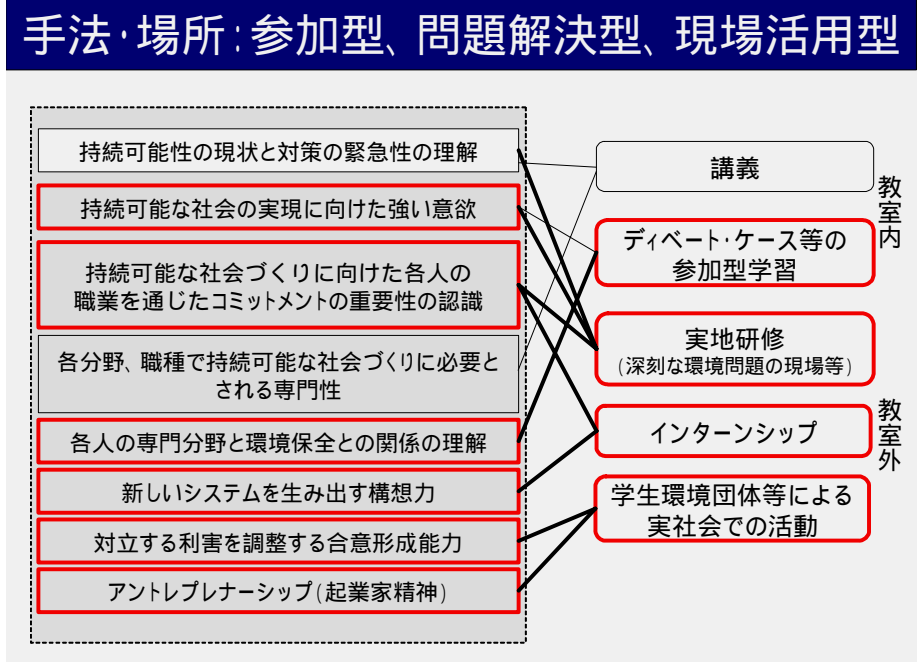 手法・場所:参加型、問題解決型、現場活用型
持続可能性の現状と対策の緊急性の理解
持続可能な社会の実現に向けた強い意欲
持続可能な社会づくりに向けた各人の
職業を通じたコミットメントの重要性の認識
各分野、職種で持続可能な社会づくりに必要と
される専門性
各人の専門分野と環境保全との関係の理解
新しいシステムを生み出す構想力
対立する利害を調整する合意形成能力
アントレプレナーシップ(起業家精神)
講義
ディベート・ケース等の
参加型学習
実地研修
(深刻な環境問題の現場等)
インターンシップ
学生環境団体等による
実社会での活動
教室内
教室外